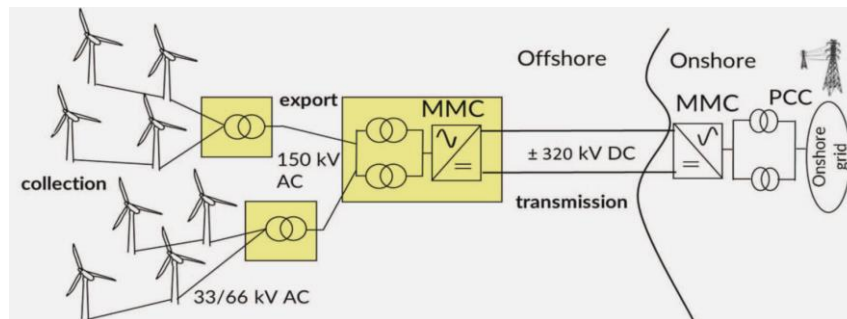 Offshore
Onshore
export
MMC
MMC
PCC
150 kV
AC
± 320 kV DC
Onshore
grid
collection
transmission
33/66 kV AC